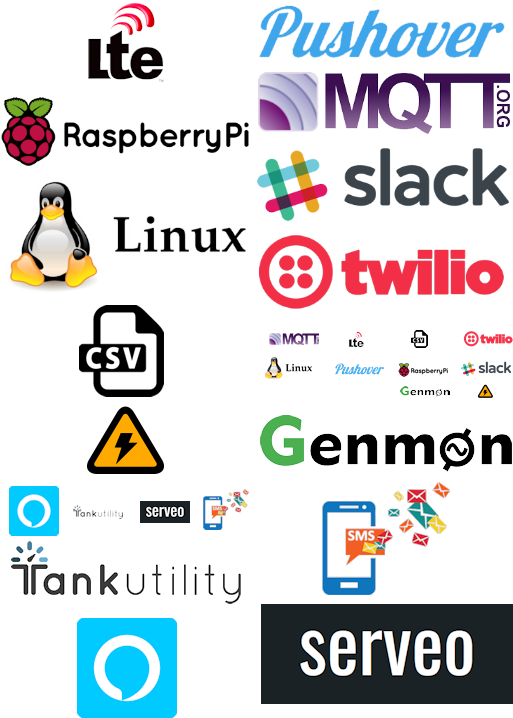 Lte
Pushover
MQTT.ORG
RaspberryPi
slack
Linux
twilio
CSV
MQTT
Lte
CSV
twilio
Linux
Pushover
RaspberryPi
slack
Genmon
Genmon
Tankutility
serveo
SMS
SMS
Tankutility
serveo